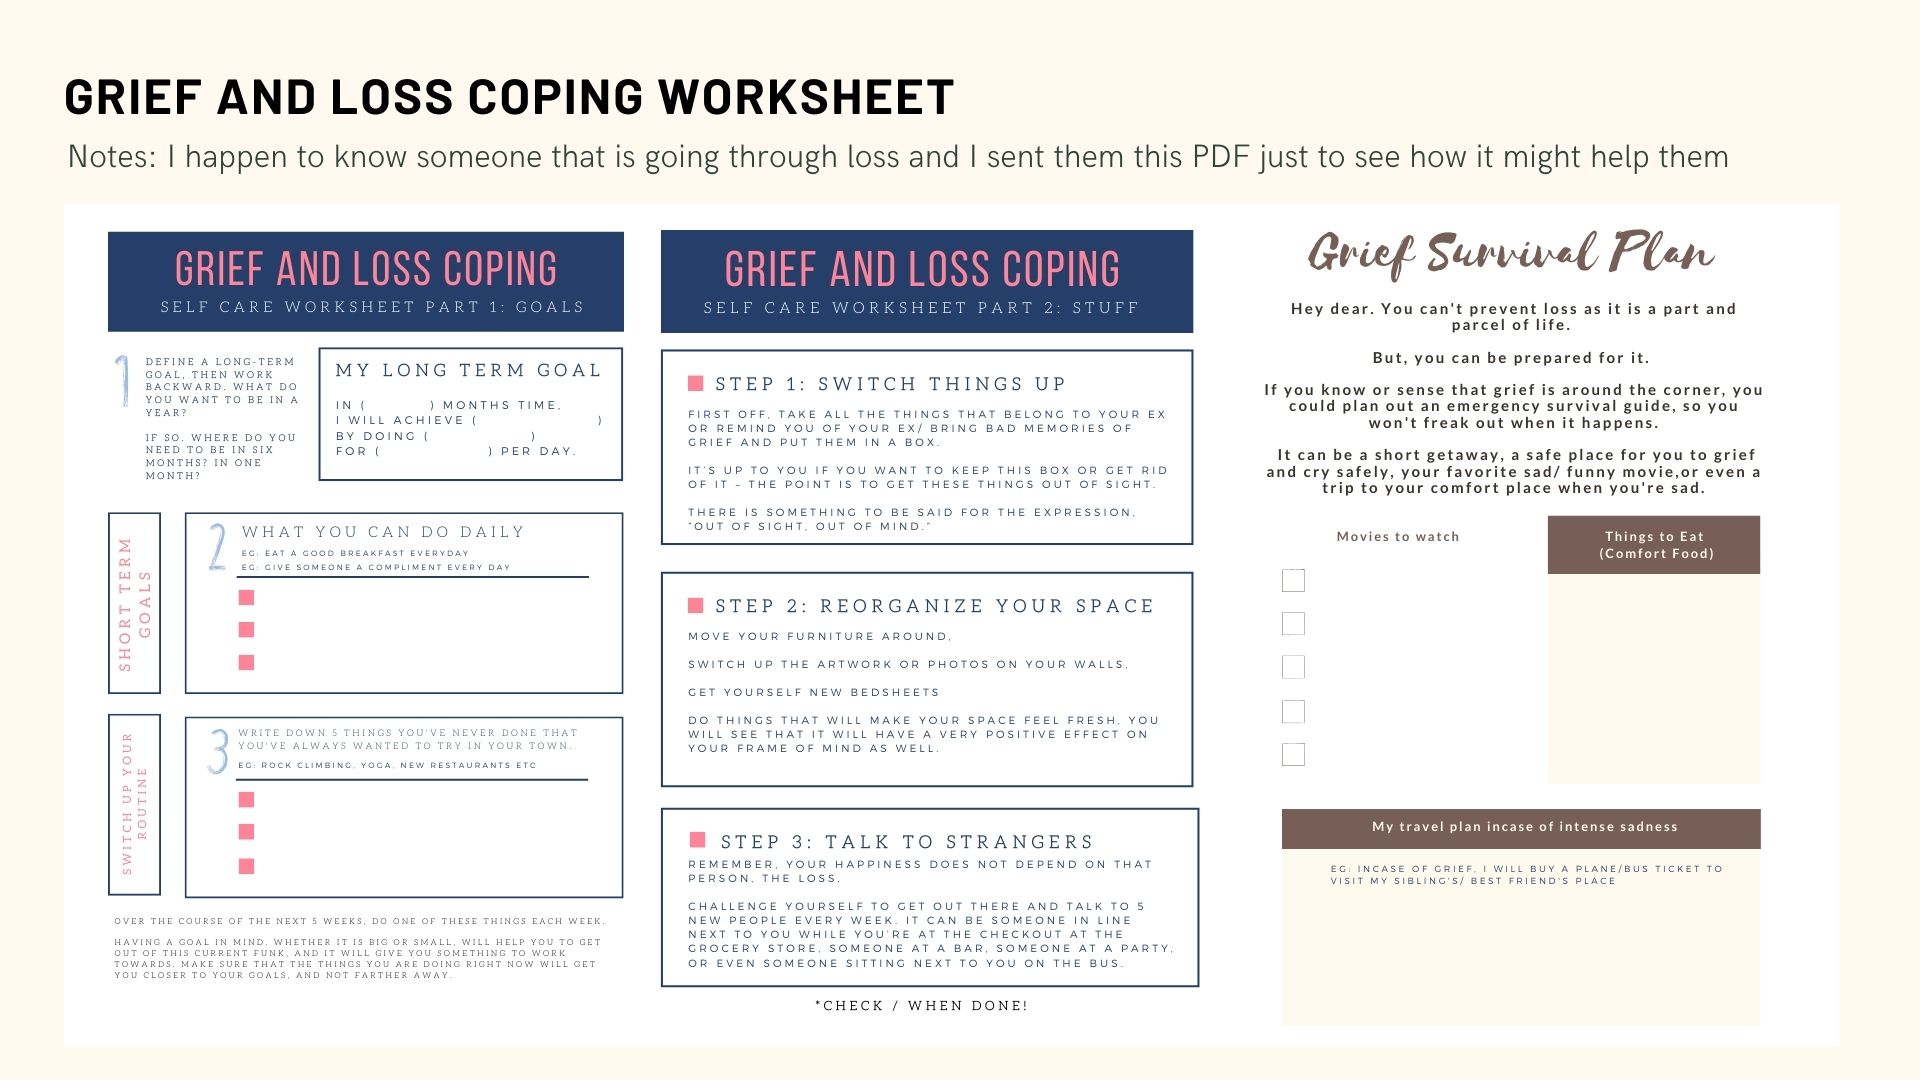 GRIEF AND LOSS COPING WORKSHEET
Notes: I happen to know someone that is going through loss and I sent them this PDF just to see how it might help them
GRIEF AND LOSS COPING
SELF CARE WORKSHEET PART 1: GOALS
1
DEFINE A LONG-TERM
GOAL, THEN WORK
BACKWARD. WHAT DO
YOU WANT TO BE IN A
YEAR?
IF SO, WHERE DO YOU
NEED TO BE IN SIX
MONTHS? IN ONE
MONTH?
MY LONG TERM GOAL
IN ( ) MONTHS TIME,
I WILL ACHIEVE ( )
BY DOING ( )
FOR ( ) PER DAY.
SHORT TERM
GOALS
2
WHAT YOU CAN DO DAILY
EG: EAT A GOOD BREAKFAST EVERYDAY
EG: GIVE SOMEONE A COMPLIMENT EVERY DAY
SWITCH UP YOUR
ROUTINE
3
WRITE DOWN 5 THINGS YOU'VE NEVER DONE THAT
YOU'VE ALWAYS WANTED TO TRY IN YOUR TOWN.
EG: ROCK CLIMBING, YOGA, NEW RESTAURANTS ETC
OVER THE COURSE OF THE NEXT 5 WEEKS, DO ONE OF THESE THINGS EACH WEEK.
HAVING A GOAL IN MIND, WHETHER IT IS BIG OR SMALL, WILL HELP YOU TO GET
OUT OF THIS CURRENT FUNK, AND IT WILL GIVE YOU SOMETHING TO WORK
TOWARDS. MAKE SURE THAT THE THINGS YOU ARE DOING RIGHT NOW WILL GET
YOU CLOSER TO YOUR GOALS, AND NOT FARTHER AWAY.
GRIEF AND LOSS COPING
SELF CARE WORKSHEET PART 2: STUFF
STEP 1: SWITCH THINGS UP
FIRST OFF, TAKE ALL THE THINGS THAT BELONG TO YOUR EX
OR REMIND YOU OF YOUR EX/ BRING BAD MEMORIES OF
GRIEF AND PUT THEM IN A BOX.
IT'S UP TO YOU IF YOU WANT TO KEEP THIS BOX OR GET RID
OF IT – THE POINT IS TO GET THESE THINGS OUT OF SIGHT.
THERE IS SOMETHING TO BE SAID FOR THE EXPRESSION,
"OUT OF SIGHT, OUT OF MIND."
STEP 2: REORGANIZE YOUR SPACE
MOVE YOUR FURNITURE AROUND,
SWITCH UP THE ARTWORK OR PHOTOS ON YOUR WALLS,
GET YOURSELF NEW BEDSHEETS
DO THINGS THAT WILL MAKE YOUR SPACE FEEL FRESH, YOU
WILL SEE THAT IT WILL HAVE A VERY POSITIVE EFFECT ON
YOUR FRAME OF MIND AS WELL.
STEP 3: TALK TO STRANGERS
REMEMBER, YOUR HAPPINESS DOES NOT DEPEND ON THAT
PERSON, THE LOSS.
CHALLENGE YOURSELF TO GET OUT THERE AND TALK TO 5
NEW PEOPLE EVERY WEEK. IT CAN BE SOMEONE IN LINE
NEXT TO YOU WHILE YOU'RE AT THE CHECKOUT AT THE
GROCERY STORE, SOMEONE AT A BAR, SOMEONE AT A PARTY,
OR EVEN SOMEONE SITTING NEXT TO YOU ON THE BUS.
*CHECK / WHEN DONE!
Grief Survival Plan
Hey dear. You can't prevent loss as it is a part and
parcel of life.
But, you can be prepared for it.
If you know or sense that grief is around the corner, you
could plan out an emergency survival guide, so you
won't freak out when it happens.
It can be a short getaway, a safe place for you to grief
and cry safely, your favorite sad/ funny movie,or even a
trip to your comfort place when you're sad.
Movies to watch
Things to Eat
(Comfort Food)
My travel plan incase of intense sadness
EG: INCASE OF GRIEF, I WILL BUY A PLANE/BUS TICKET TO
VISIT MY SIBLING'S/ BEST FRIEND'S PLACE